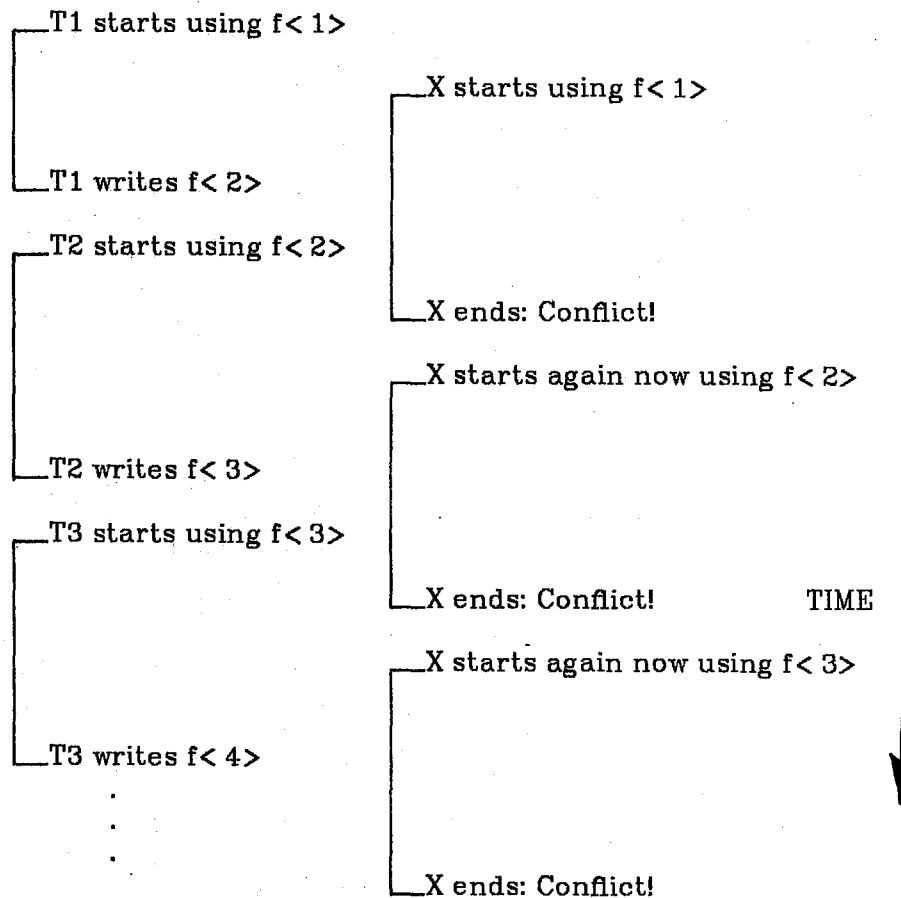 T1 starts using f< 1>
X starts using f< 1>
T1 writes f< 2>
T2 starts using f< 2>
X ends: Conflict!
X starts again now using f< 2>
T2 writes f< 3>
T3 starts using f< 3>
X ends: Conflict!
TIME
X starts again now using f< 3>
T3 writes f< 4>
.
.
.
X ends: Conflict!